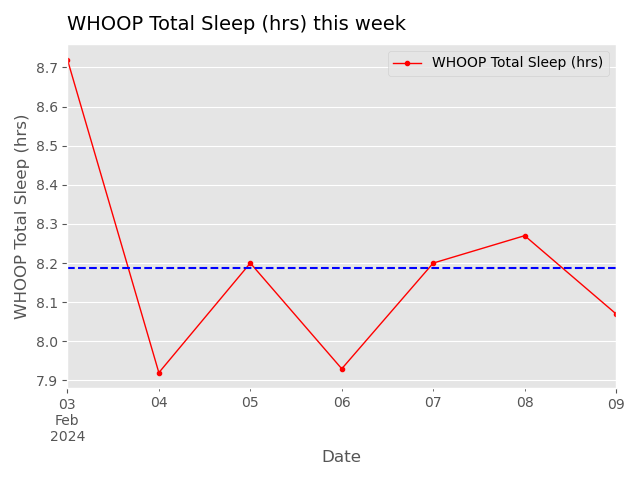 WHOOP Total Sleep (hrs) this week
WHOOP Total Sleep (hrs)
WHOOP Total Sleep (hrs)
8.7
8.6
8.5
8.4
8.3
8.2
8.1
8.0
7.9
03 04 05 06 07 08 09
Feb
2024
Date